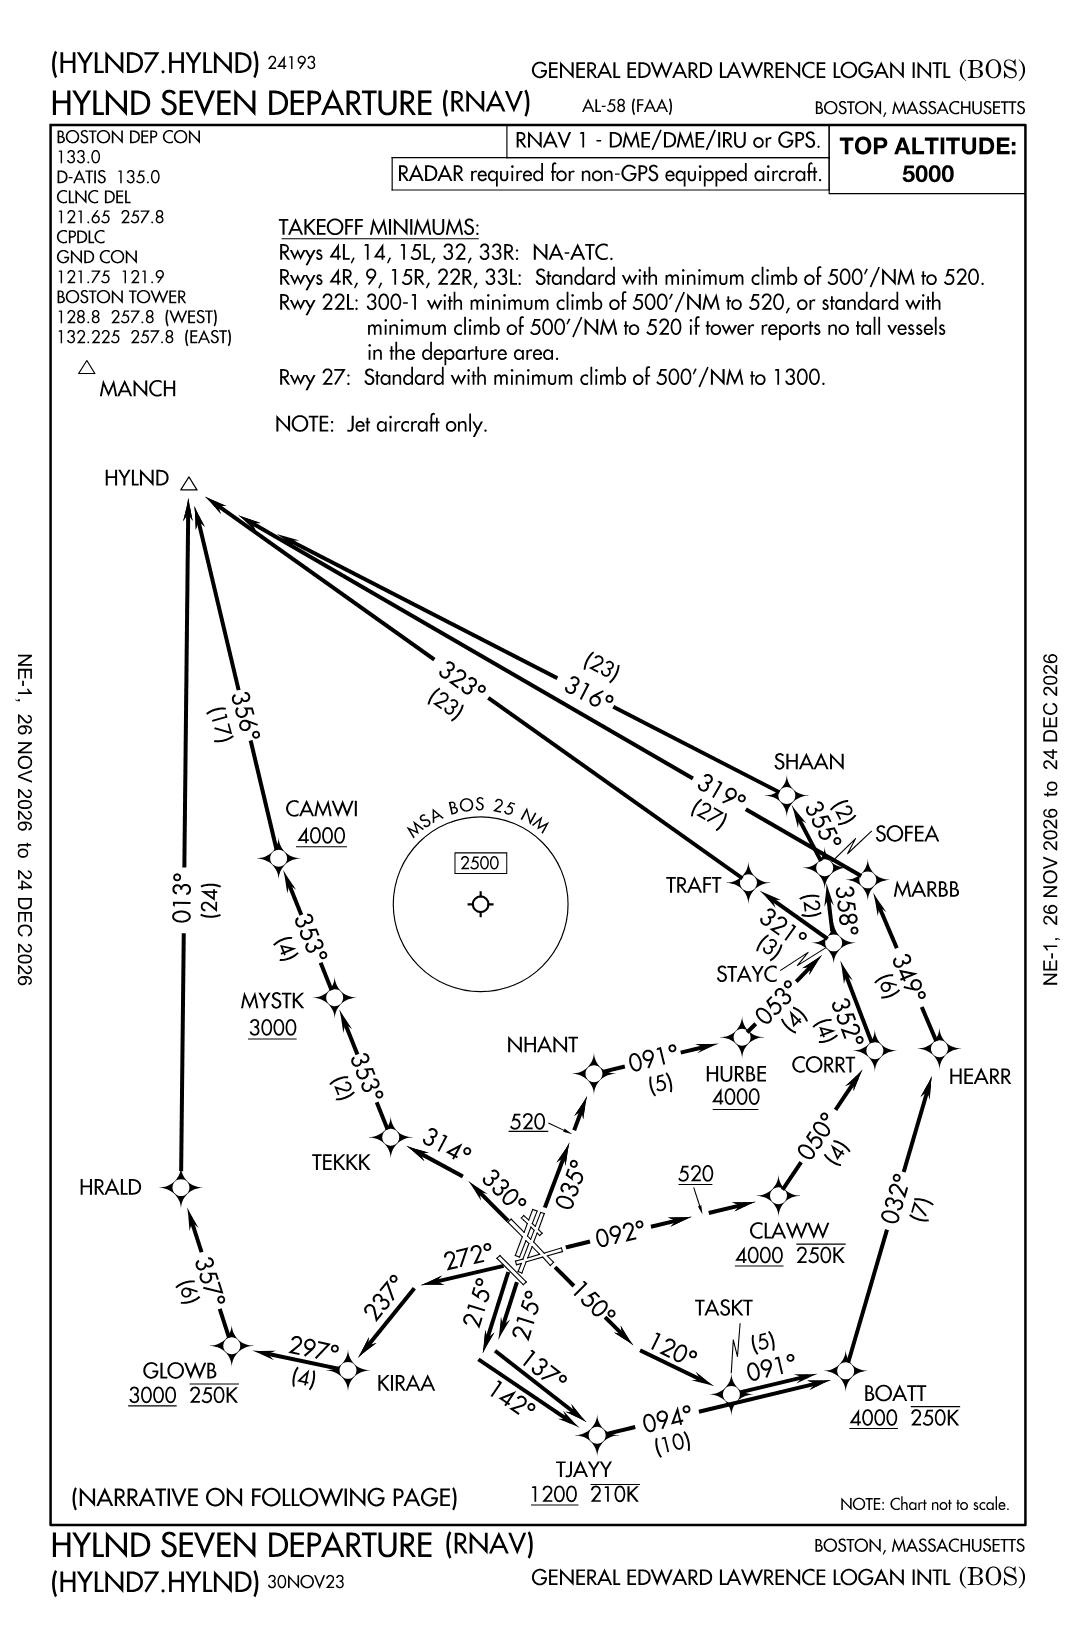 (HYLND7.HYLND) 24193
GENERAL EDWARD LAWRENCE LOGAN INTL (BOS)
HYLND SEVEN DEPARTURE (RNAV)
AL-58 (FAA)
BOSTON, MASSACHUSETTS
BOSTON DEP CON
133.0
D-ATIS 135.0
CLNC DEL
121.65 257.8
CPDLC
GND CON
121.75 121.9
BOSTON TOWER
128.8 257.8 (WEST)
132.225 257.8 (EAST)
RNAV 1 - DME/DME/IRU or GPS.
RADAR required for non-GPS equipped aircraft.
TOP ALTITUDE:
5000
TAKEOFF MINIMUMS:
Rwys 4L, 14, 15L, 32, 33R: NA-ATC.
Rwys 4R, 9, 15R, 22R, 33L: Standard with minimum climb of 500'/NM to 520.
Rwy 22L: 300-1 with minimum climb of 500'/NM to 520, or standard with
minimum climb of 500'/NM to 520 if tower reports no tall vessels
in the departure area.
Rwy 27: Standard with minimum climb of 500'/NM to 1300.
NOTE: Jet aircraft only.
MANCH
HYLND
NE-1, 26 NOV 2026 to 24 DEC 2026
NE-1, 26 NOV 2026 to 24 DEC 2026
(23)
316°
323°
(23)
356°
(17)
319°
(27)
SHAAN
355°
(2)
SOFEA
CAMWI
4000
MSA BOS 25 NM
2500
TRAFT
MARBB
358°
(2)
013°
(24)
321°
(3)
353°
(4)
STAYC
349°
(6)
MYSTK
3000
053°
(4)
352°
(4)
NHANT
091°
(5)
HURBE
4000
CORRT
HEARR
353°
(2)
520
050°
(4)
TEKKK
314°
330°
035°
520
HRALD
032°
(7)
092°
CLAWW
4000 250K
272°
357°
(6)
237°
215°
215°
150°
TASKT
297°
(4)
120°
(5)
091°
GLOWB
3000 250K
KIRAA
137°
142°
BOATT
4000 250K
094°
(10)
TJAYY
1200 210K
(NARRATIVE ON FOLLOWING PAGE)
NOTE: Chart not to scale.
HYLND SEVEN DEPARTURE (RNAV)
BOSTON, MASSACHUSETTS
(HYLND7.HYLND) 30NOV23
GENERAL EDWARD LAWRENCE LOGAN INTL (BOS)